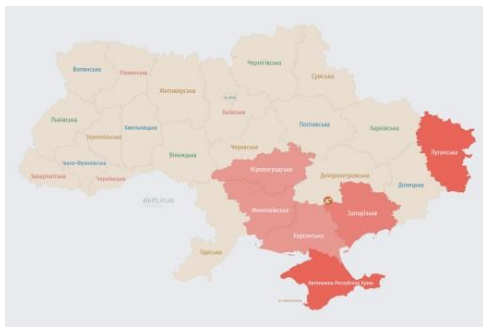 Чернігівська
Волинська
Рівненська
Сумська
Житомирська
Київська
Львівська
Хмельницька
Полтавська
Харківська
Тернопільська
Черкаська
Луганська
Вінницька
Івано-Франківська
Кіровоградська
Закарпатська
Чернівецька
Дніпропетровська
Донецька
alerts.in.ua
Миколаївська
Запорізька
Херсонська
Одеська
Автономна Республіка Крим